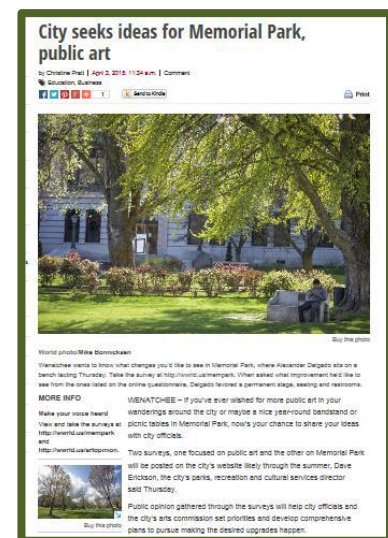 City seeks ideas for Memorial Park,
public art
by Christine Pratt | April 2, 2015, 11:24 a.m. | Comment
Education, Business
1
Send to Kindle
Print
Buy this photo
World photo/Mike Bonnicksen
Wenatchee wants to know what changes you'd like to see in Memorial Park, where Alexander Delgado sits on a
bench texting Thursday. Take the survey at http://wwrld.us/mempark. When asked what improvement he'd like to
see from the ones listed on the online questionnaire, Delgado favored a permanent stage, seating and restrooms.
MORE INFO
Make your voice heard
View and take the surveys at
http://wwrld.us/mempark
and
http://wwrld.us/artopinion.
Buy this photo
WENATCHEE — If you've ever wished for more public art in your
wanderings around the city or maybe a nice year-round bandstand or
picnic tables in Memorial Park, now's your chance to share your ideas
with city officials.
Two surveys, one focused on public art and the other on Memorial Park
will be posted on the city's website likely through the summer, Dave
Erickson, the city's parks, recreation and cultural services director
said Thursday.
Public opinion gathered through the surveys will help city officials and
the city's arts commission set priorities and develop comprehensive
plans to pursue making the desired upgrades happen.